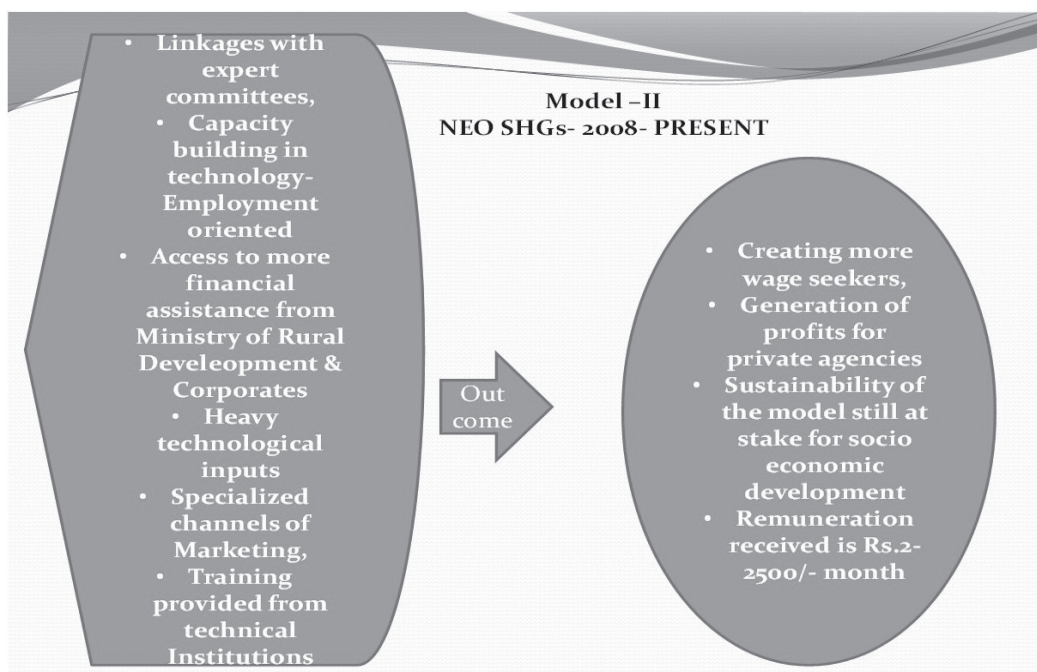 • Linkages with
expert
committees,
• Capacity
building in
technology-
Employment
oriented
• Access to more
financial
assistance from
Ministry of Rural
Develeopment &
Corporates
• Heavy
technological
inputs
• Specialized
channels of
Marketing,
• Training
provided from
technical
Institutions
Model –II
NEO SHGs- 2008- PRESENT
Out
come
• Creating more
wage seekers,
• Generation of
profits for
private agencies
• Sustainability of
the model still at
stake for socio
economic
development
• Remuneration
received is Rs.2-
2500/- month